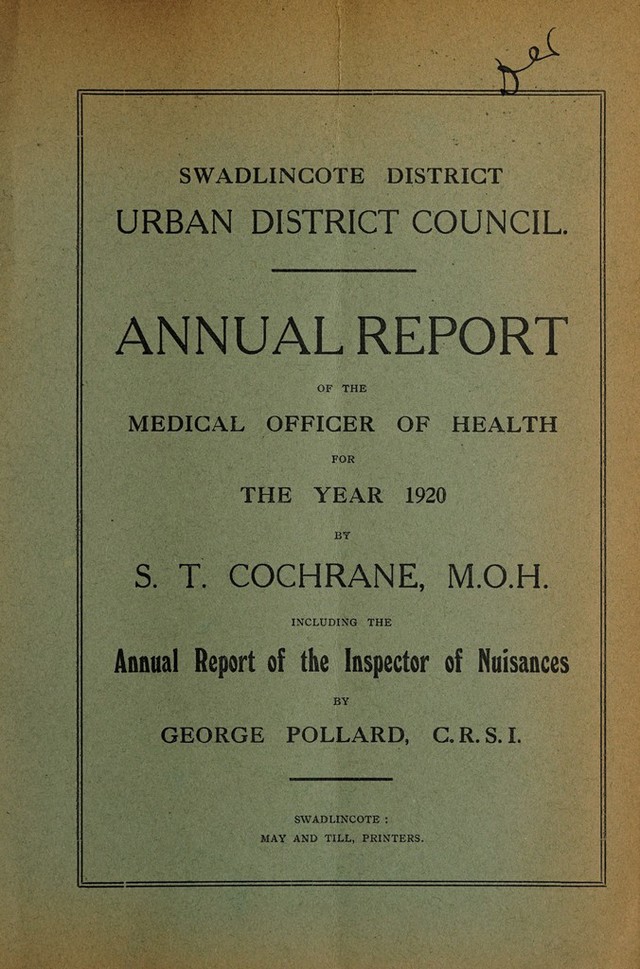 Del
SWADLINCOTE DISTRICT
URBAN DISTRICT COUNCIL.
ANNUAL REPORT
OF THE
MEDICAL OFFICER OF HEALTH
FOR
THE YEAR 1920
BY
S. T. COCHRANE, M.O.H.
INCLUDING THE
Annual Report of the Inspector of Nuisances
BY
GEORGE POLLARD, C.R.S.I.
SWADLINCOTE :
MAY AND TILL, PRINTERS.